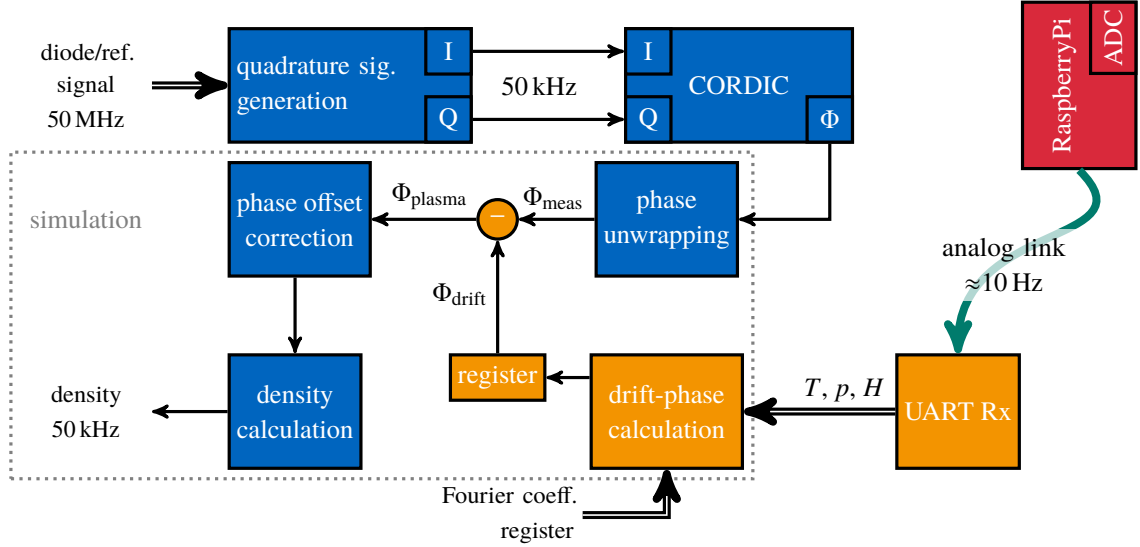 diode/ref.
signal
50 MHz
quadrature sig.
generation
I
Q
50 kHz
I
Q
CORDIC
Φ
RaspberryPi
ADC
simulation
phase offset
correction
Φplasma
−
Φmeas
phase
unwrapping
analog link
≈10 Hz
Φdrift
density
50 kHz
density
calculation
register
drift-phase
calculation
T, p, H
UART Rx
Fourier coeff.
register